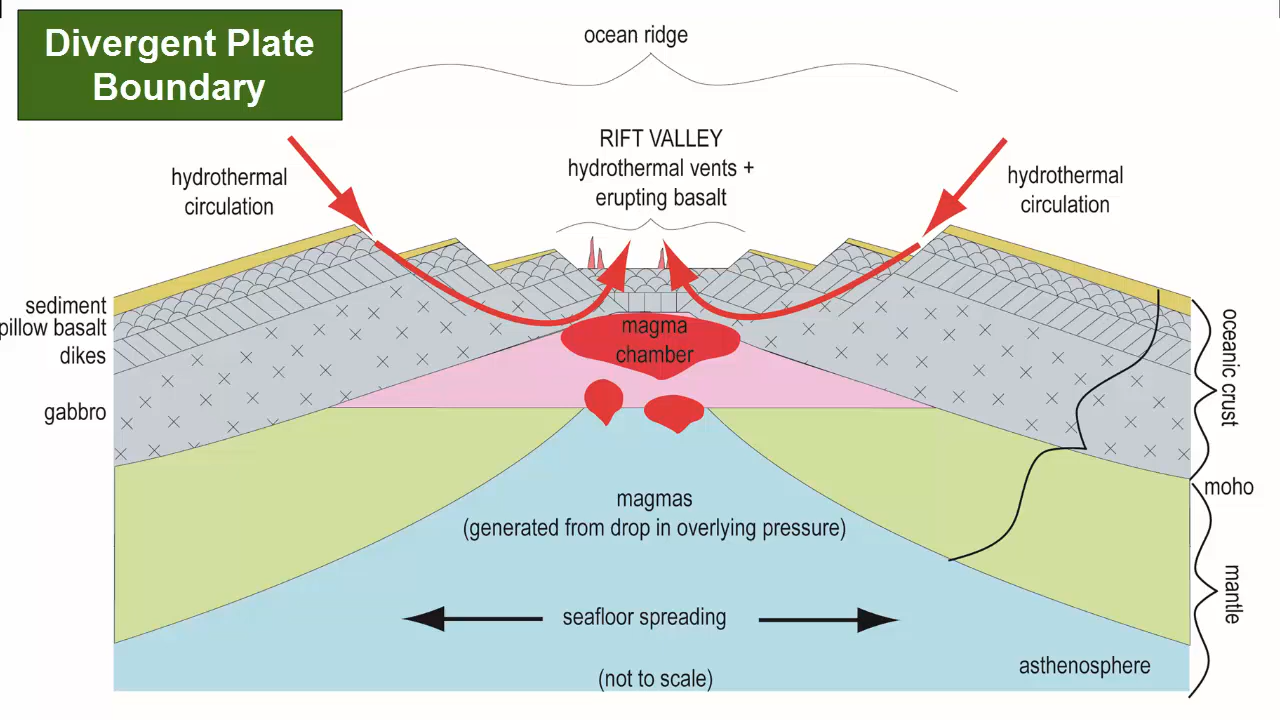 Divergent Plate
Boundary
ocean ridge
RIFT VALLEY
hydrothermal vents +
erupting basalt
hydrothermal
circulation
hydrothermal
circulation
sediment
pillow basalt
dikes
gabbro
magma
chamber
oceanic crust
moho
mantle
magmas
(generated from drop in overlying pressure)
seafloor spreading
asthenosphere
(not to scale)